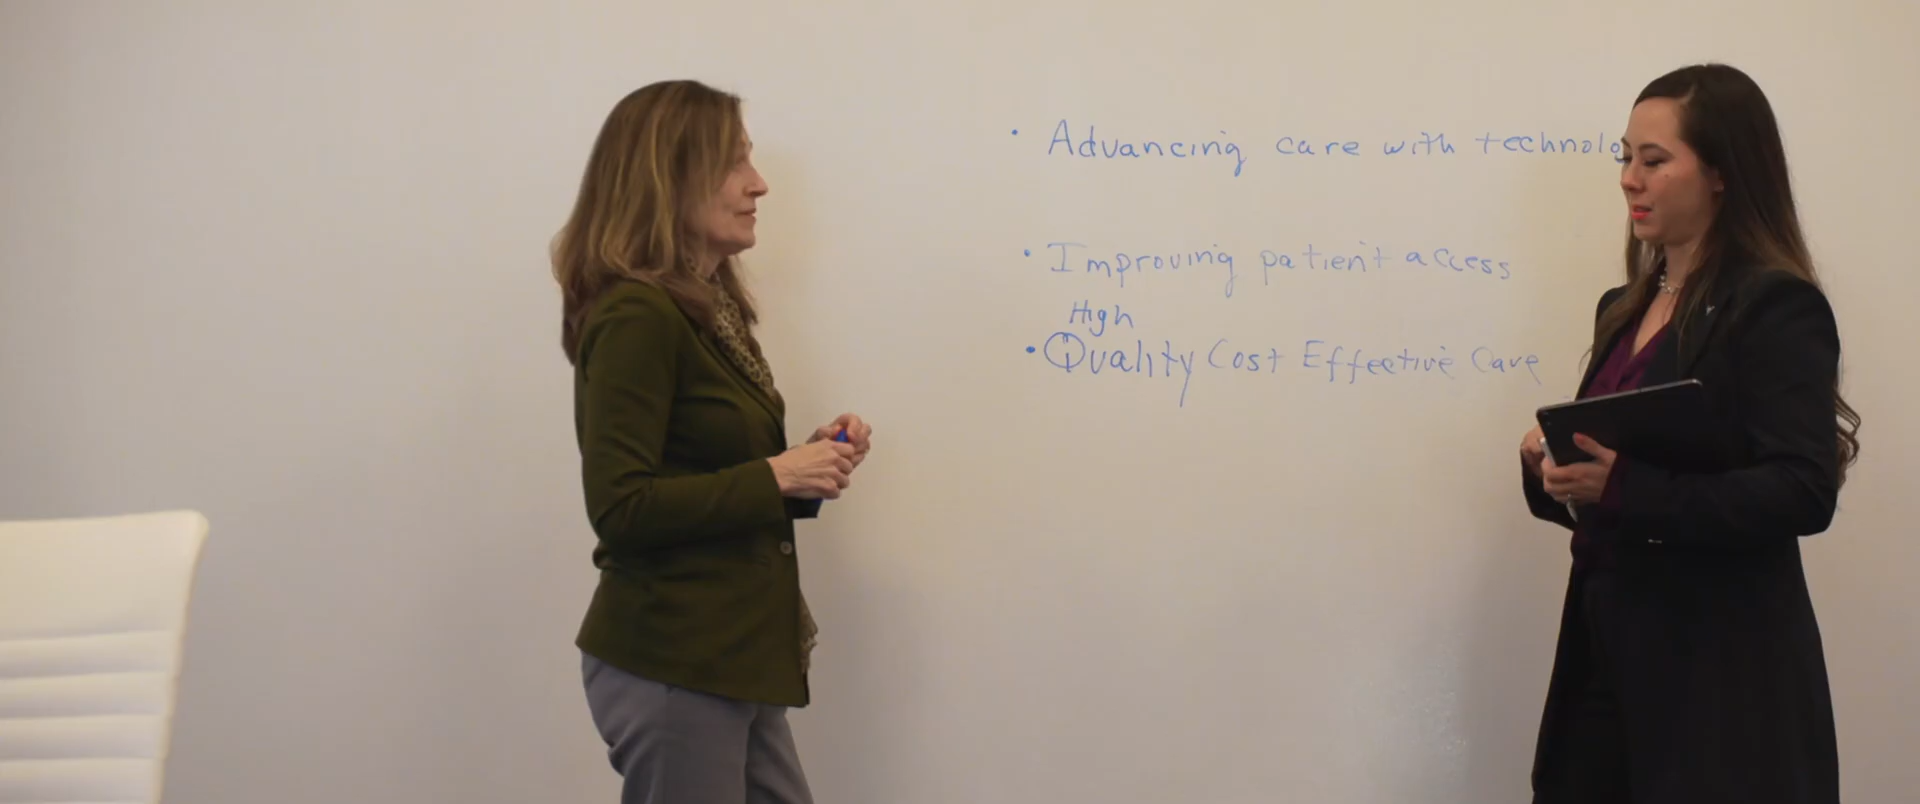 • Advancing care with technolo
• Improving patient access
High
• Quality Cost Effective Care